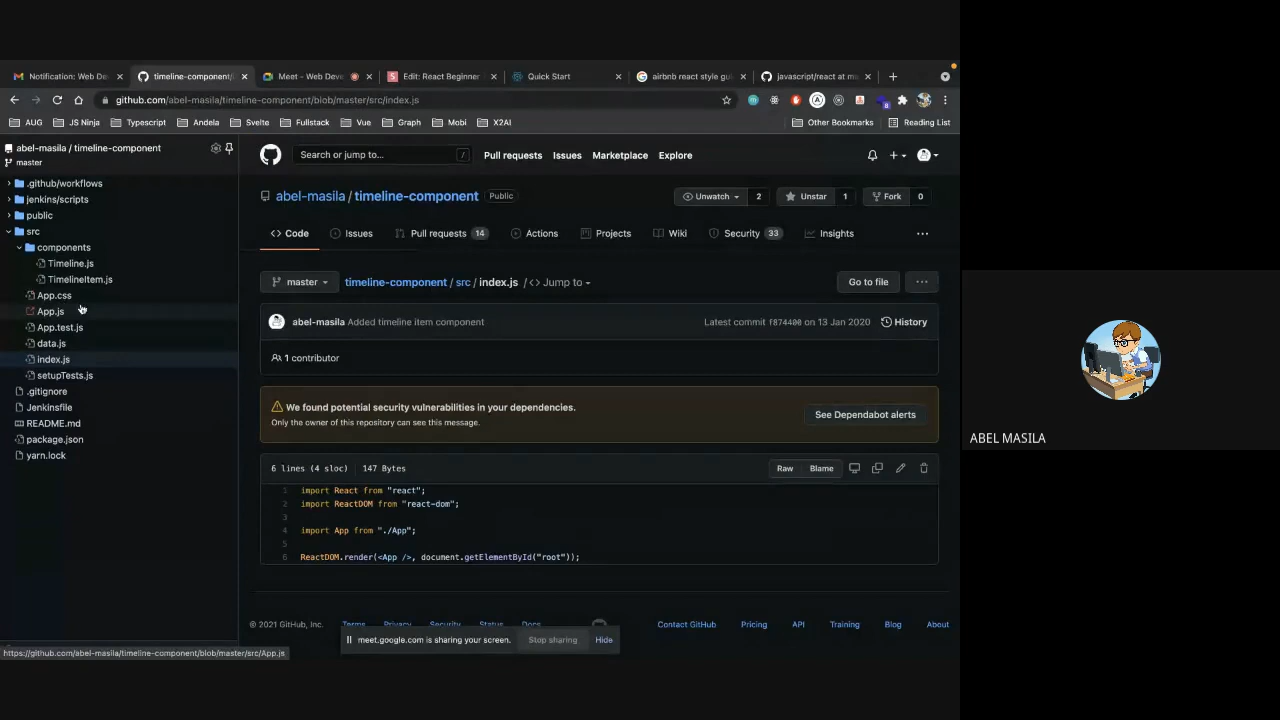 Notification: Web De
timeline-component/
Meet - Web Deve
Edit: React Beginner
Quick Start
airbnb react style gu
javascript/react at m
github.com/abel-masila/timeline-component/blob/master/src/index.js
AUG
JS Ninja
Typescript
Andela
Svelte
Fullstack
Vue
Graph
Mobi
X2AI
Other Bookmarks
Reading List
abel-masila / timeline-component
master
.github/workflows
jenkins/scripts
public
src
components
Timeline.js
TimelineItem.js
App.css
App.js
App.test.js
data.js
index.js
setupTests.js
.gitignore
Jenkinsfile
README.md
package.json
yarn.lock
https://github.com/abel-masila/timeline-component/blob/master/src/App.js
Search or jump to... /
Pull requests
Issues
Marketplace
Explore
abel-masila / timeline-component Public
Unwatch 2
Unstar 1
Fork 0
<> Code
Issues
Pull requests 14
Actions
Projects
Wiki
Security 33
Insights
master
timeline-component / src / index.js / <> Jump to
Go to file
abel-masila Added timeline item component
Latest commit f874400 on 13 Jan 2020
History
1 contributor
We found potential security vulnerabilities in your dependencies.
Only the owner of this repository can see this message.
See Dependabot alerts
6 lines (4 sloc) 147 Bytes
Raw
Blame
1 import React from "react";
2 import ReactDOM from "react-dom";
3
4 import App from "./App";
5
6 ReactDOM.render(<App />, document.getElementById("root"));
© 2021 GitHub, Inc.
Terms
Privacy
Security
Status
Docs
Contact GitHub
Pricing
API
Training
Blog
About
meet.google.com is sharing your screen.
Stop sharing
Hide
ABEL MASILA